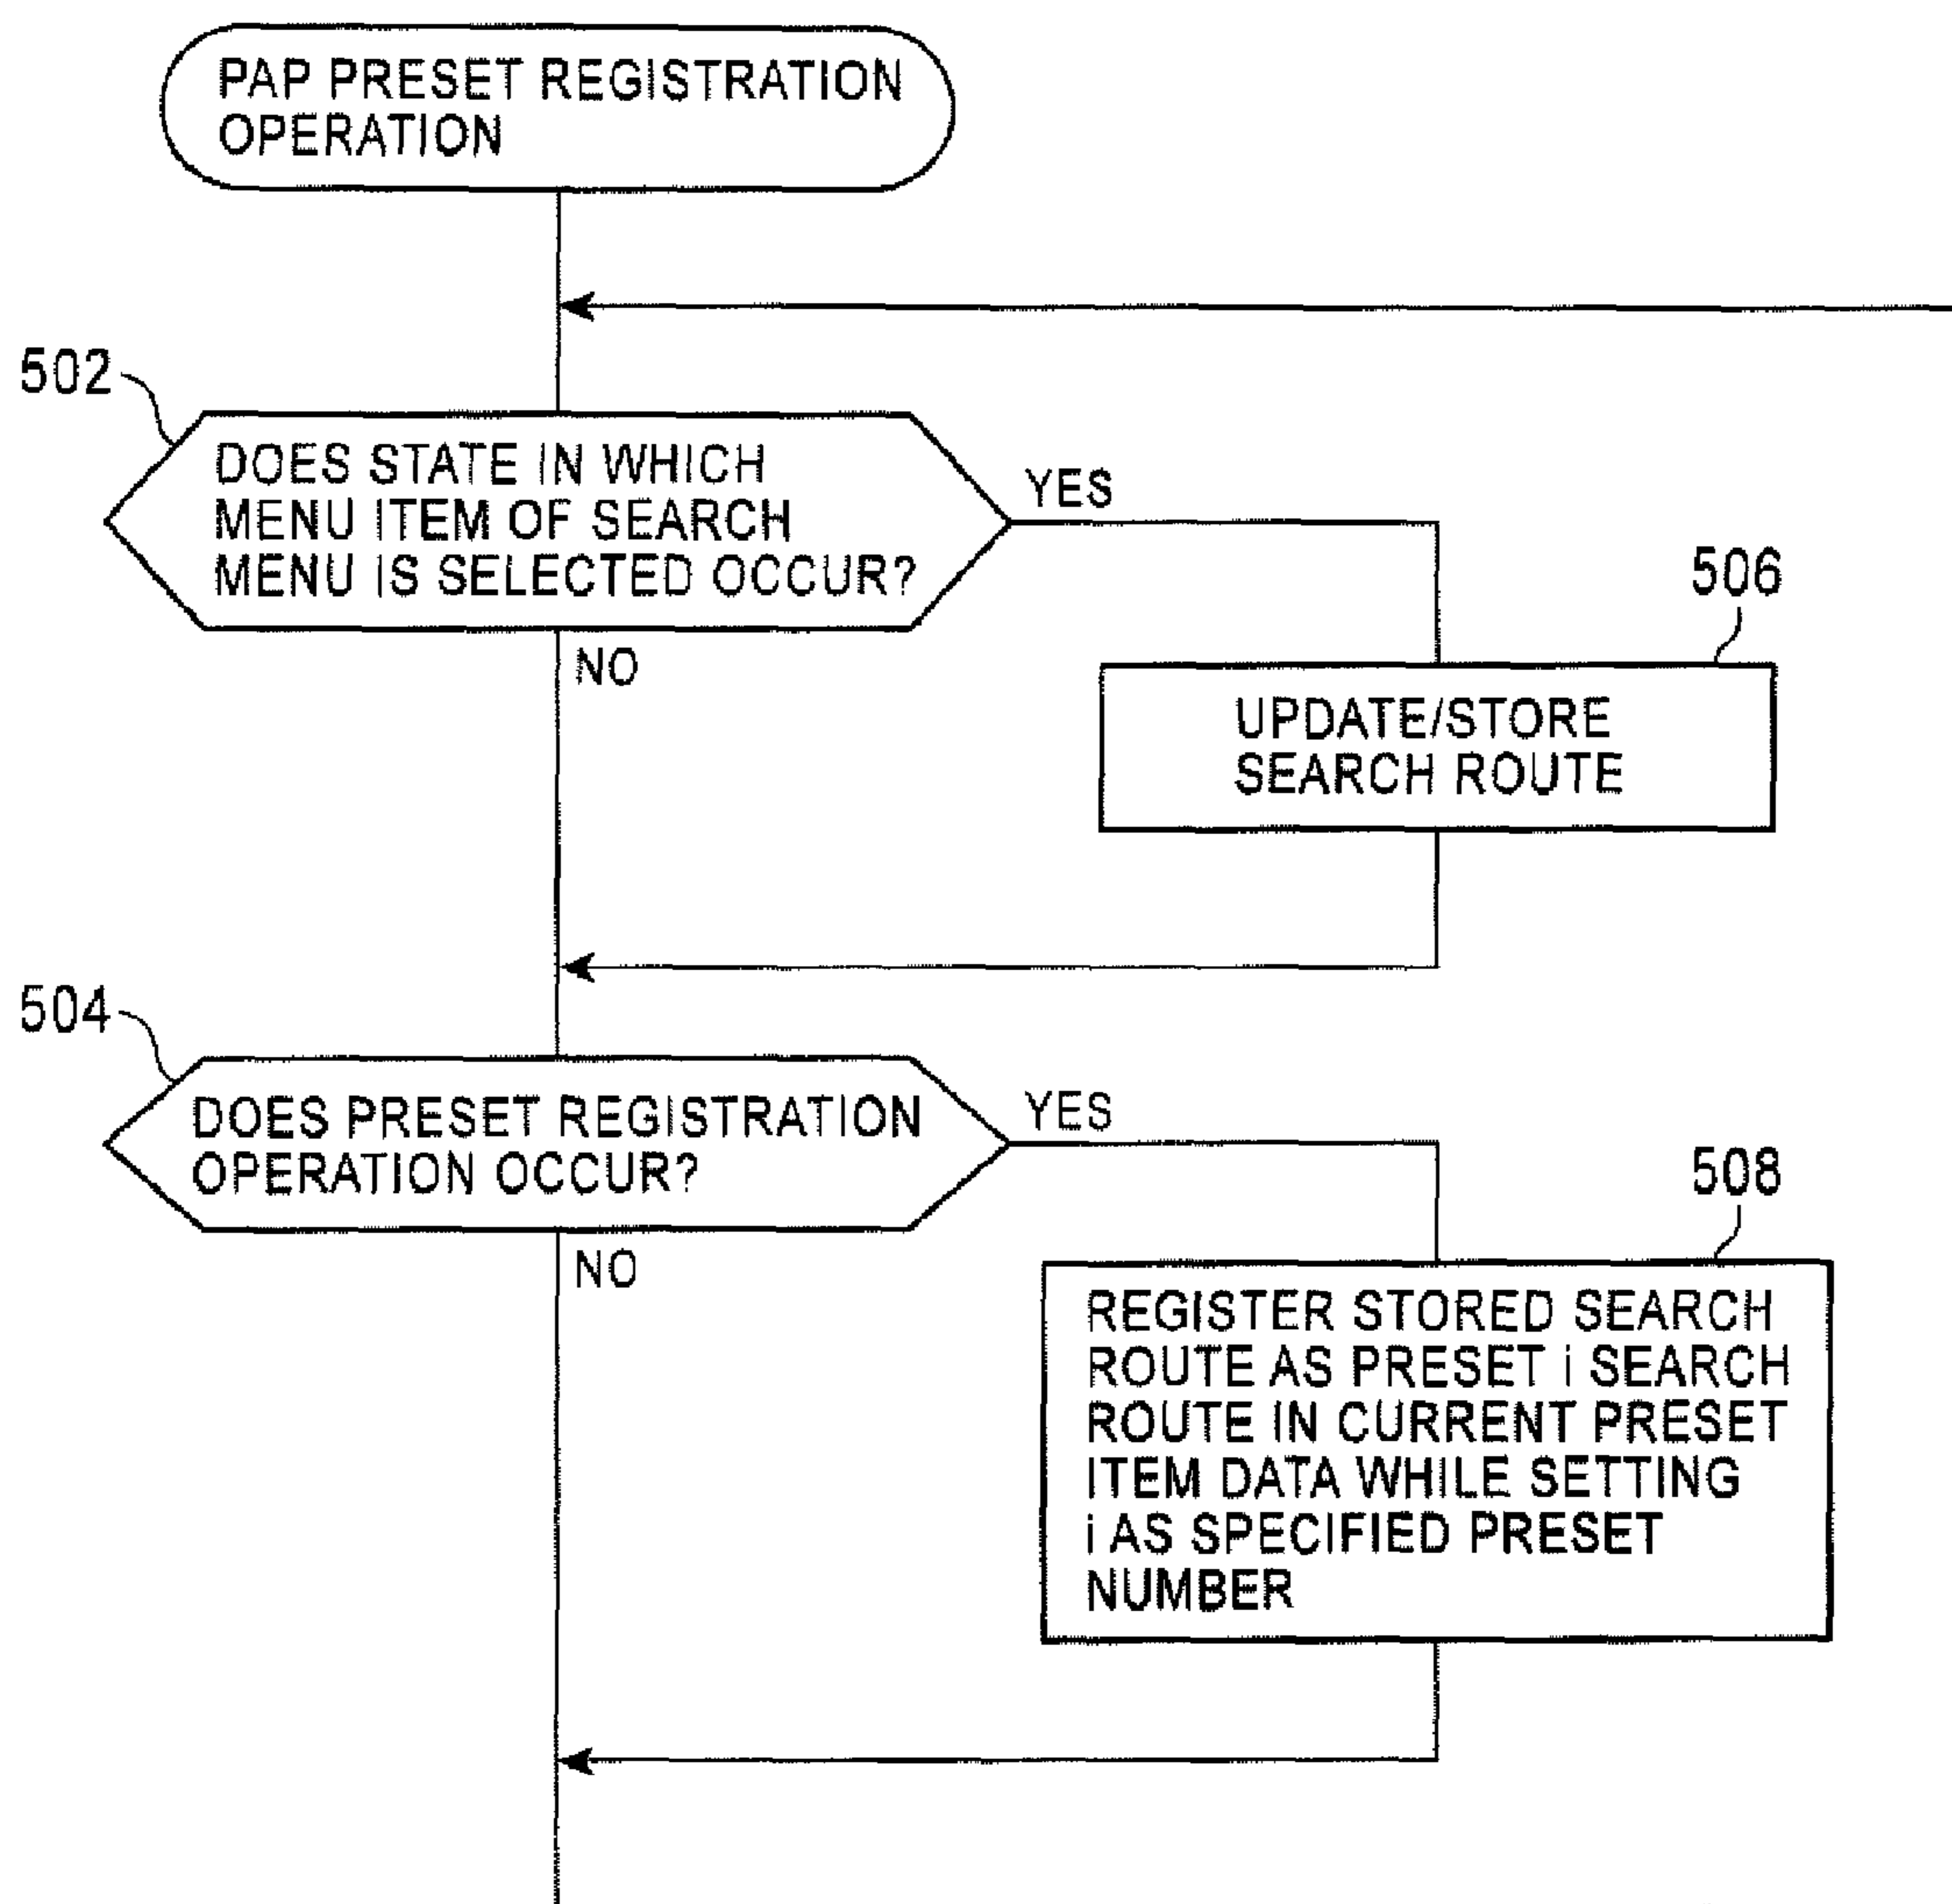 PAP PRESET REGISTRATION
OPERATION
502
DOES STATE IN WHICH
MENU ITEM OF SEARCH
MENU IS SELECTED OCCUR?
YES
NO
506
UPDATE/STORE
SEARCH ROUTE
504
DOES PRESET REGISTRATION
OPERATION OCCUR?
YES
NO
508
REGISTER STORED SEARCH
ROUTE AS PRESET i SEARCH
ROUTE IN CURRENT PRESET
ITEM DATA WHILE SETTING
i AS SPECIFIED PRESET
NUMBER